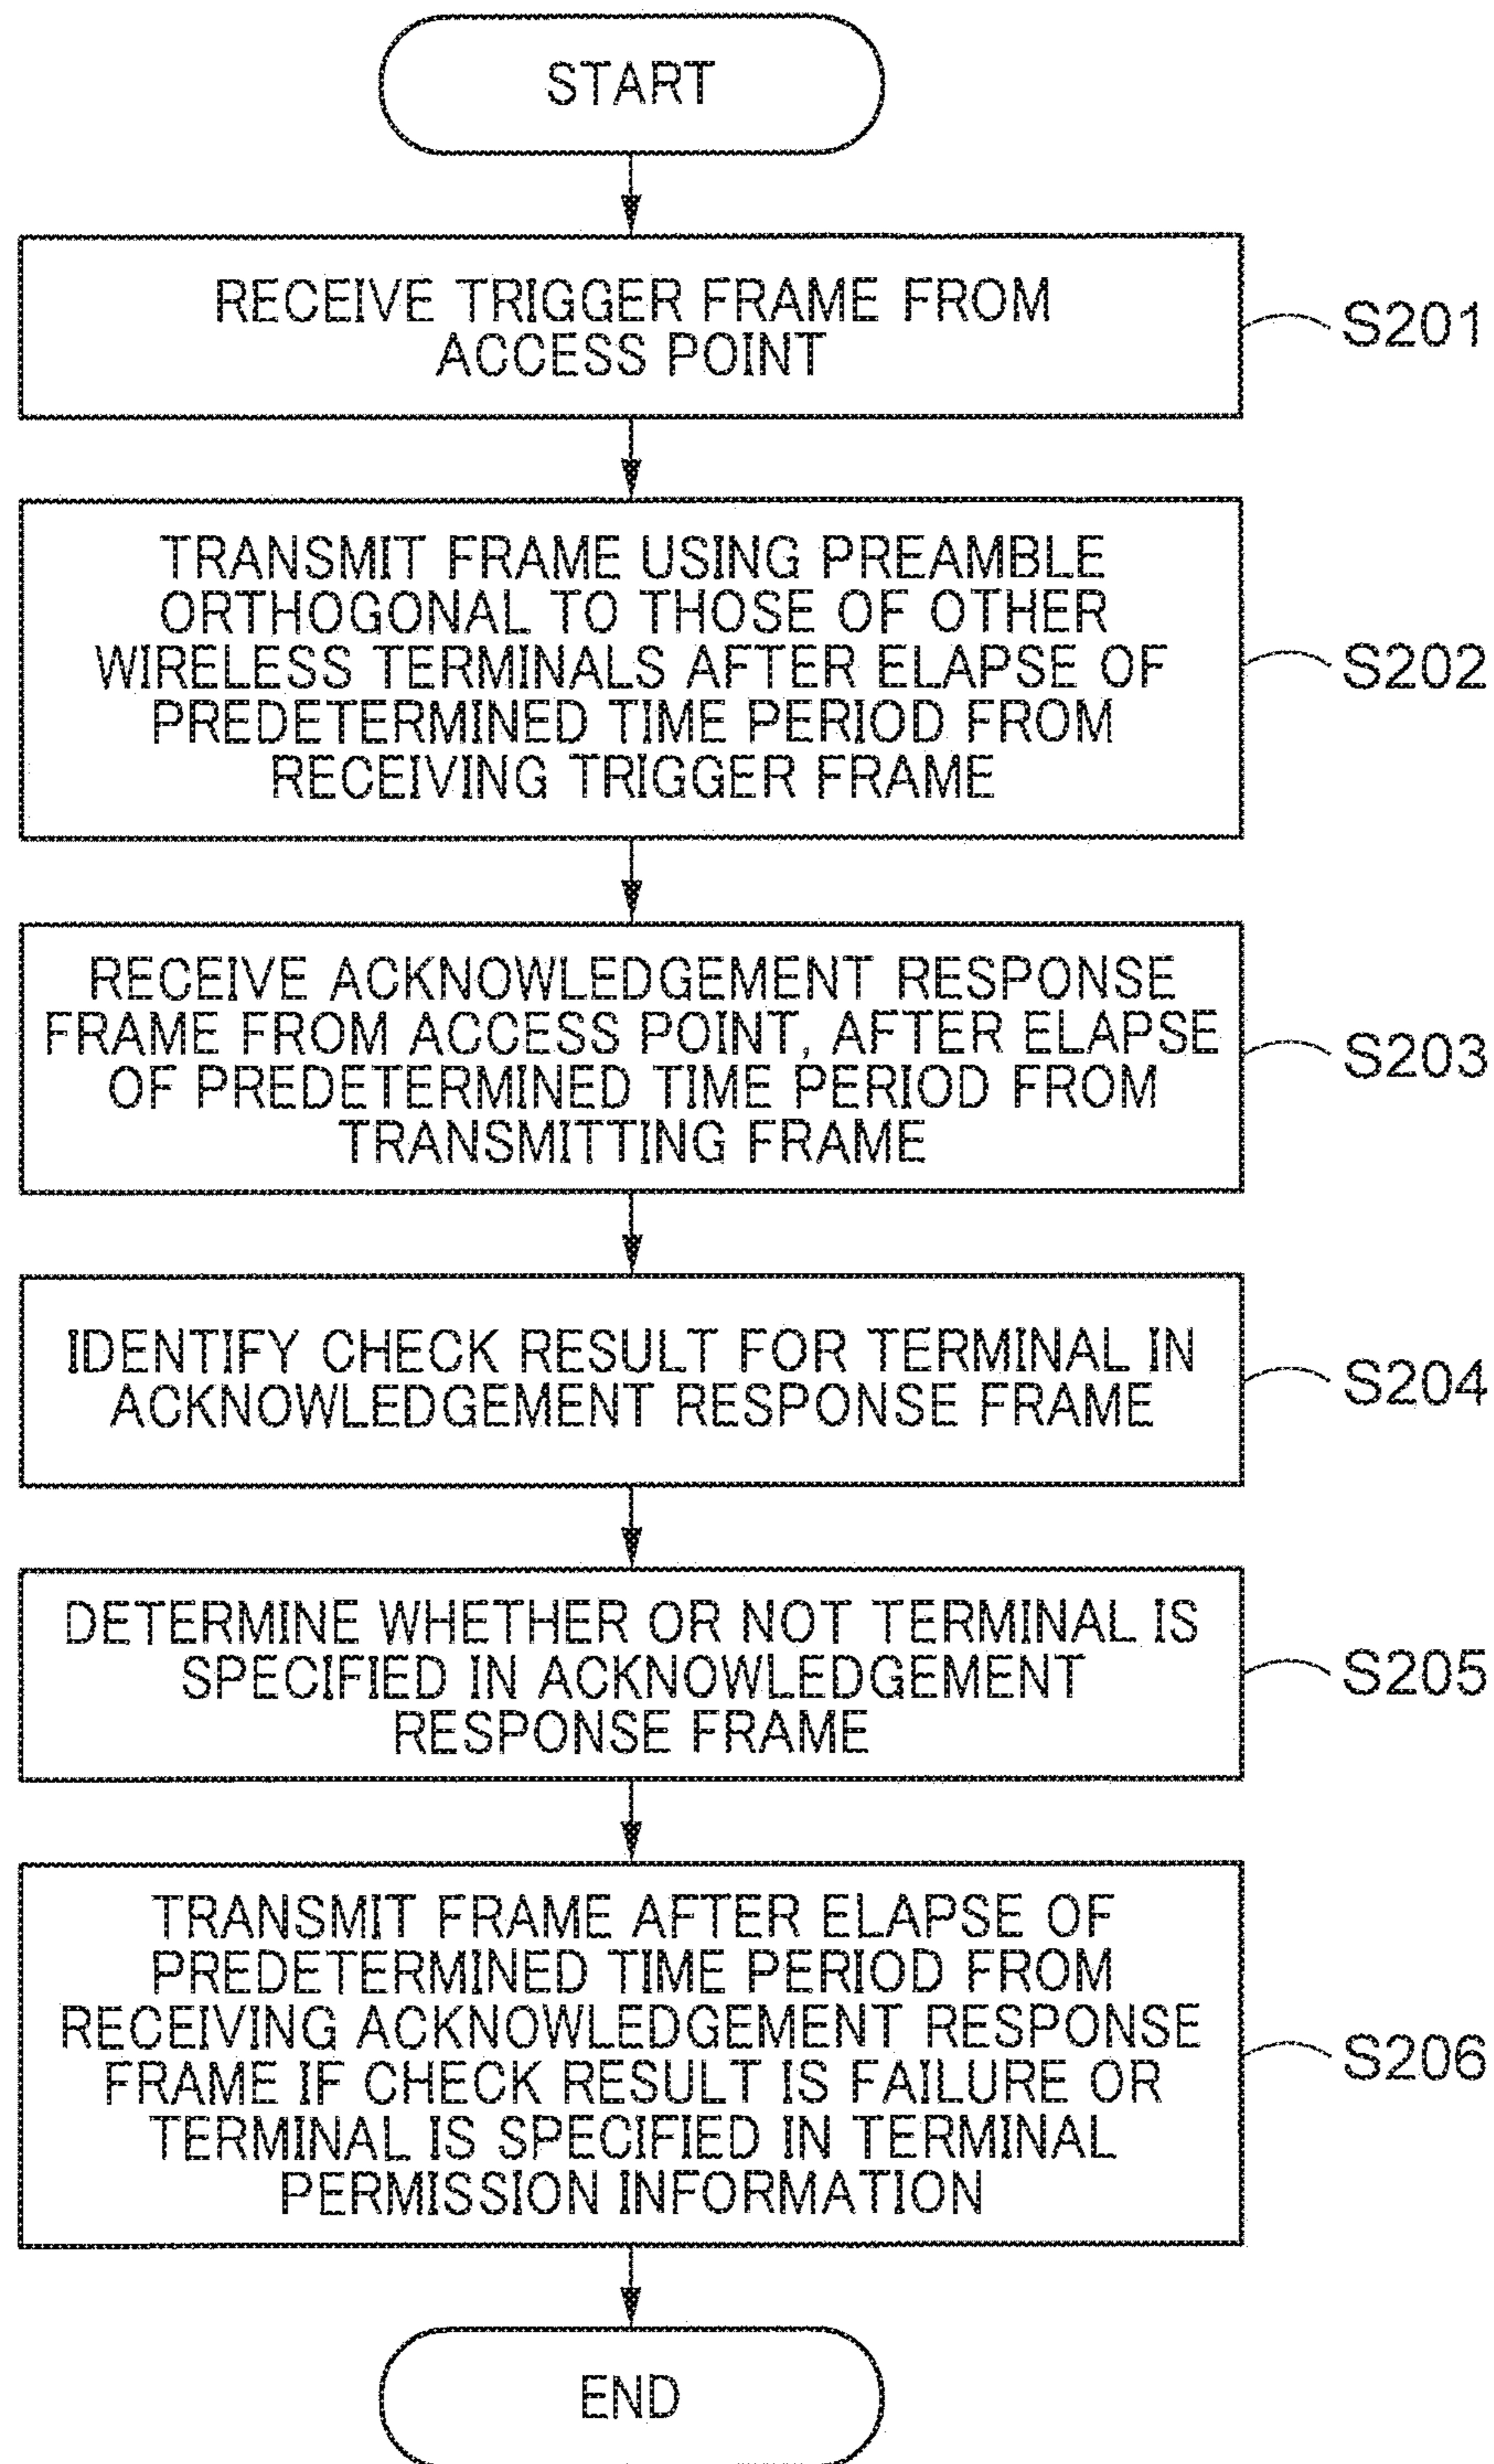 START
RECEIVE TRIGGER FRAME FROM
ACCESS POINT
S201
TRANSMIT FRAME USING PREAMBLE
ORTHOGONAL TO THOSE OF OTHER
WIRELESS TERMINALS AFTER ELAPSE OF
PREDETERMINED TIME PERIOD FROM
RECEIVING TRIGGER FRAME
S202
RECEIVE ACKNOWLEDGEMENT RESPONSE
FRAME FROM ACCESS POINT, AFTER ELAPSE
OF PREDETERMINED TIME PERIOD FROM
TRANSMITTING FRAME
S203
IDENTIFY CHECK RESULT FOR TERMINAL IN
ACKNOWLEDGEMENT RESPONSE FRAME
S204
DETERMINE WHETHER OR NOT TERMINAL IS
SPECIFIED IN ACKNOWLEDGEMENT
RESPONSE FRAME
S205
TRANSMIT FRAME AFTER ELAPSE OF
PREDETERMINED TIME PERIOD FROM
RECEIVING ACKNOWLEDGEMENT RESPONSE
FRAME IF CHECK RESULT IS FAILURE OR
TERMINAL IS SPECIFIED IN TERMINAL
PERMISSION INFORMATION
S206
END